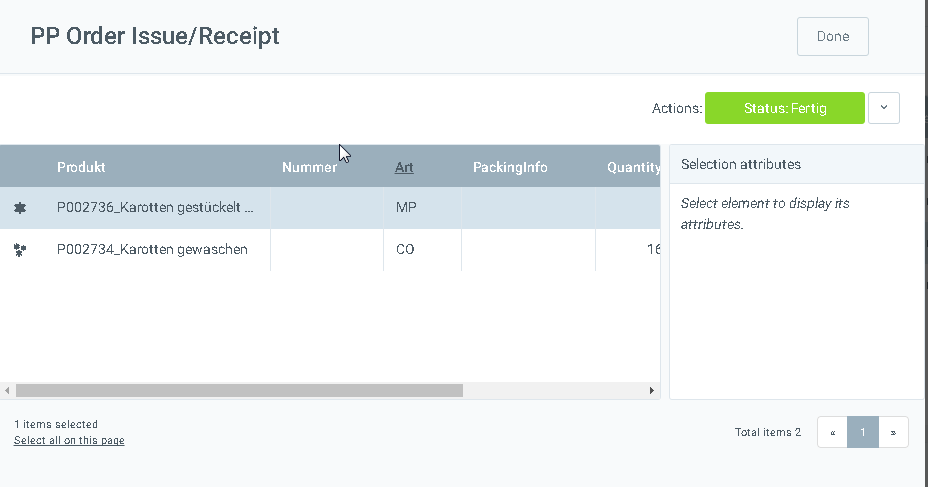 PP Order Issue/Receipt
Done
Actions: Status: Fertig
Produkt Nummer Art PackingInfo Quantity
P002736_Karotten gestückelt ... MP
P002734_Karotten gewaschen CO 16
Selection attributes
Select element to display its
attributes.
1 items selected
Select all on this page
Total items 2 « 1 »